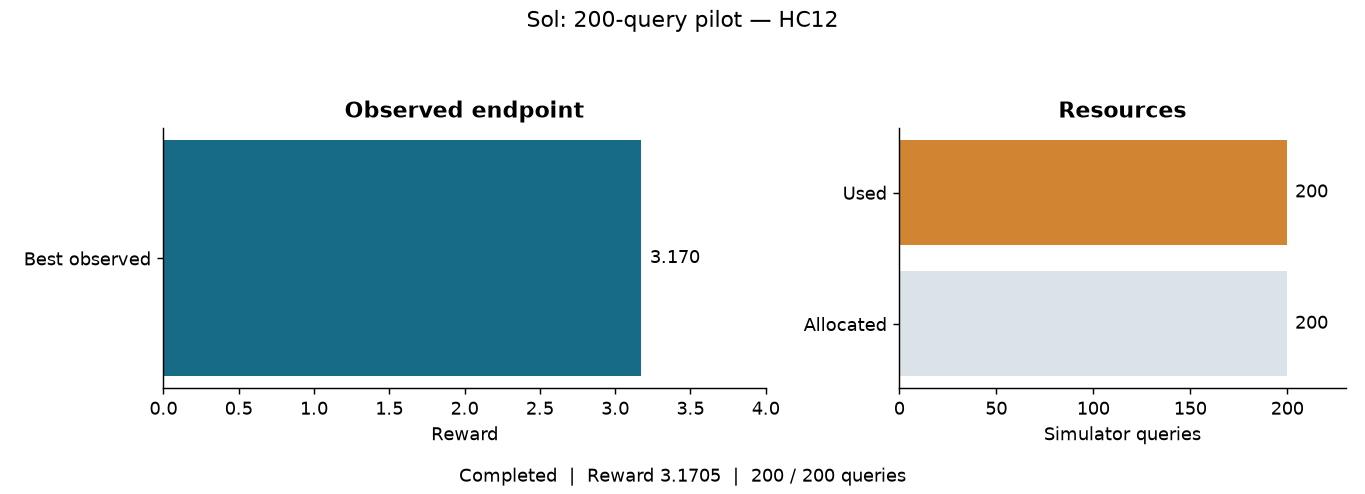 Sol: 200-query pilot — HC12
Observed endpoint
Best observed
3.170
0.0 0.5 1.0 1.5 2.0 2.5 3.0 3.5 4.0
Reward
Resources
Used
200
Allocated
200
0 50 100 150 200
Simulator queries
Completed | Reward 3.1705 | 200 / 200 queries